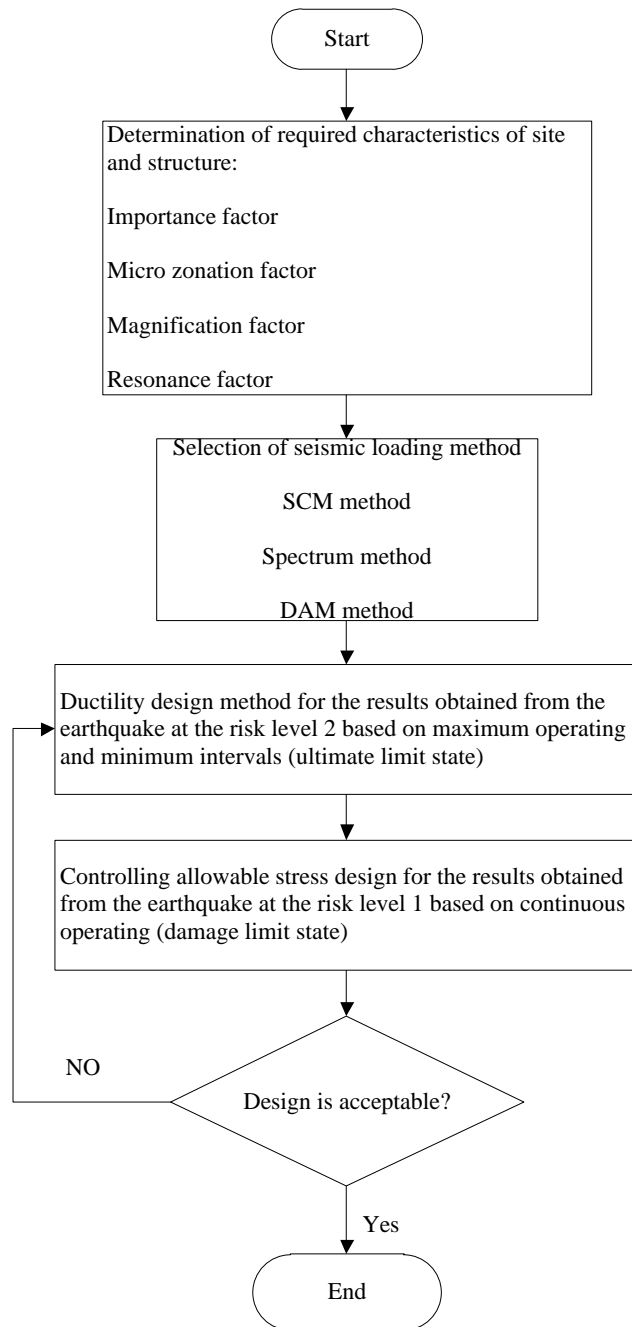 Start
Determination of required characteristics of site
and structure:
Importance factor
Micro zonation factor
Magnification factor
Resonance factor
Selection of seismic loading method
SCM method
Spectrum method
DAM method
Ductility design method for the results obtained from the
earthquake at the risk level 2 based on maximum operating
and minimum intervals (ultimate limit state)
Controlling allowable stress design for the results obtained
from the earthquake at the risk level 1 based on continuous
operating (damage limit state)
NO
Design is acceptable?
Yes
End